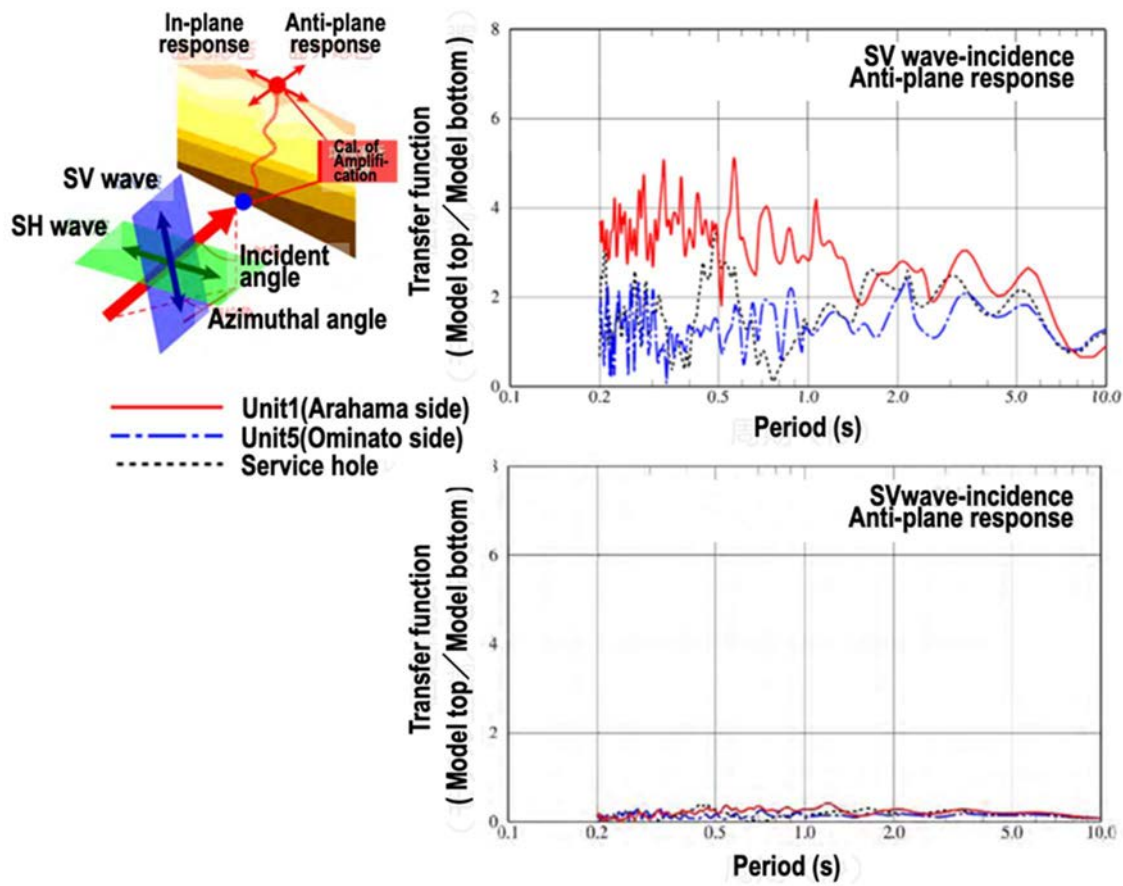 In-plane
response
Anti-plane
response
Cal. of
Amplifi-
cation
SV wave
SH wave
Incident
angle
Azimuthal angle
Unit1(Arahama side)
Unit5(Ominato side)
Service hole
Transfer function
( Model top／Model bottom )
8
6
4
2
0
SV wave-incidence
Anti-plane response
0.1
0.2
0.5
1.0
2.0
5.0
10.0
Period (s)
Transfer function
( Model top／Model bottom )
8
6
4
2
0
SVwave-incidence
Anti-plane response
0.1
0.2
0.5
1.0
2.0
5.0
10.0
Period (s)